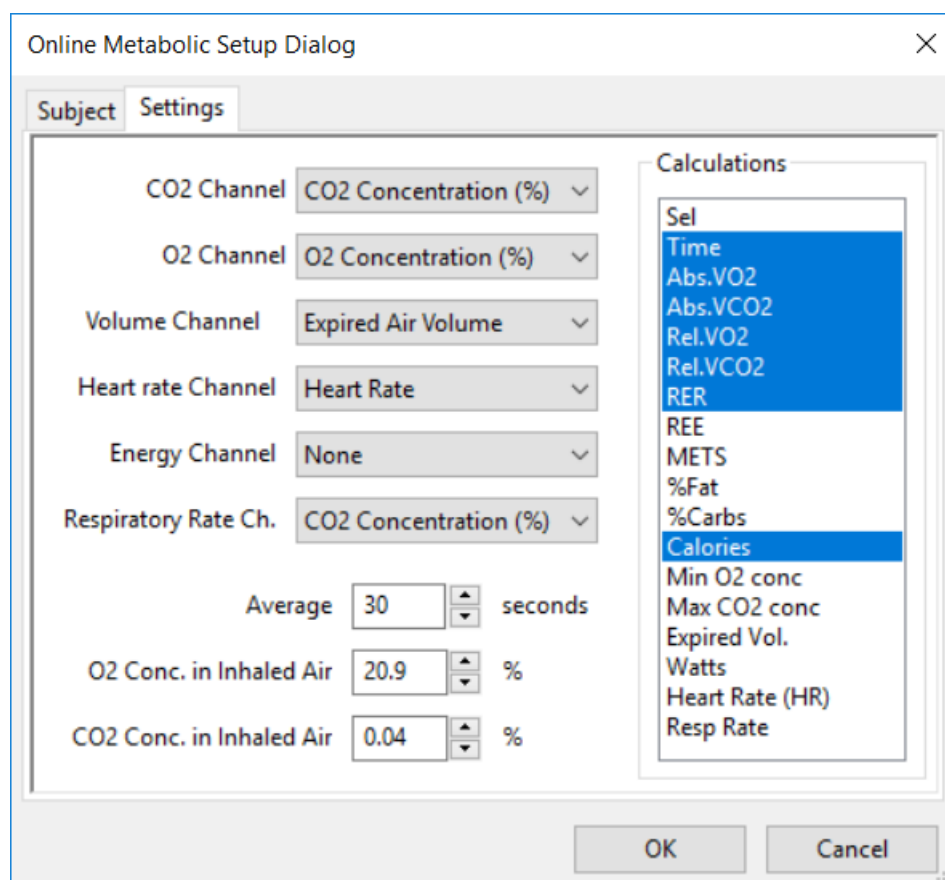 Online Metabolic Setup Dialog
Subject
Settings
CO2 Channel
CO2 Concentration (%)
O2 Channel
O2 Concentration (%)
Volume Channel
Expired Air Volume
Heart rate Channel
Heart Rate
Energy Channel
None
Respiratory Rate Ch.
CO2 Concentration (%)
Average 30 seconds
O2 Conc. in Inhaled Air 20.9 %
CO2 Conc. in Inhaled Air 0.04 %
Calculations
Sel
Time
Abs.VO2
Abs.VCO2
Rel.VO2
Rel.VCO2
RER
REE
METS
%Fat
%Carbs
Calories
Min O2 conc
Max CO2 conc
Expired Vol.
Watts
Heart Rate (HR)
Resp Rate
OK
Cancel